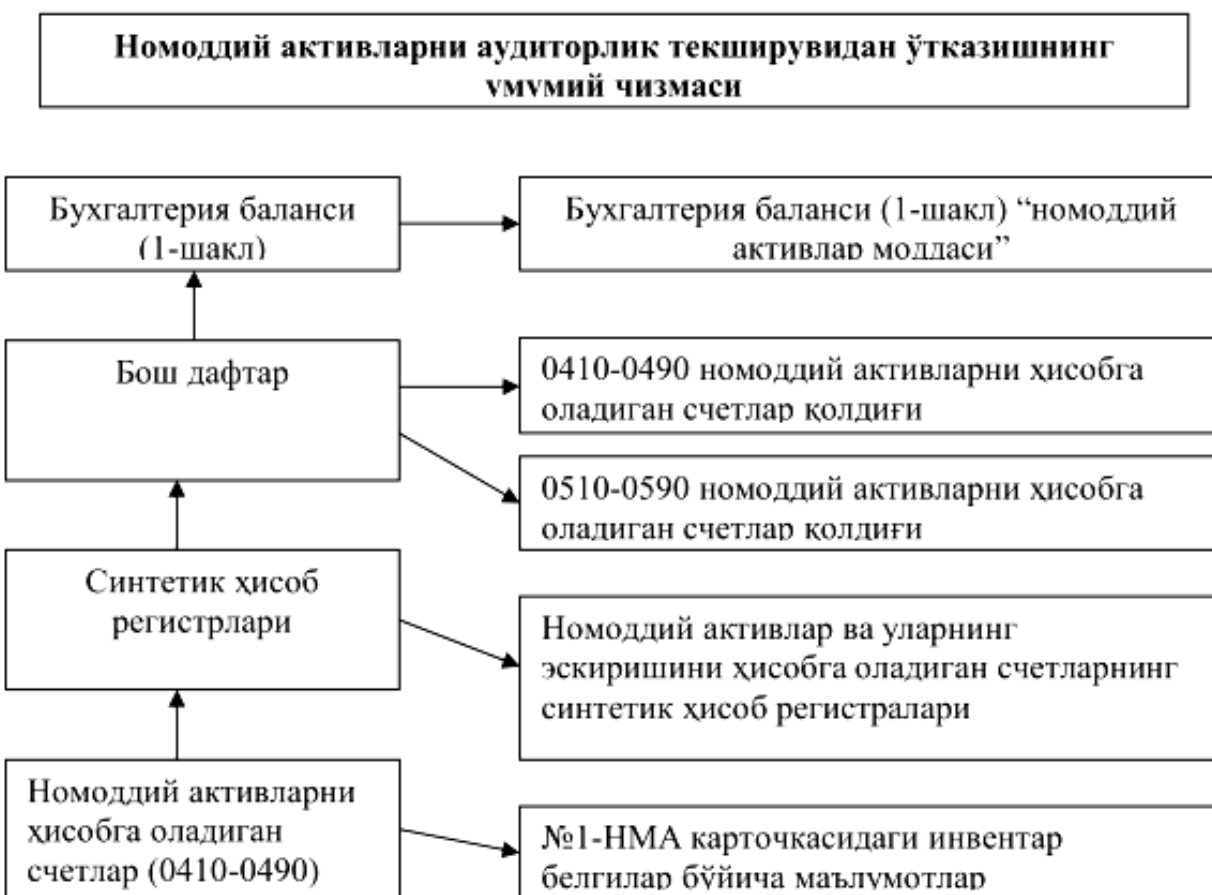 Номоддий активларни аудиторлик текширувидан ўтказишнинг
умумий чизмаси
Бухгалтерия баланси
(1-шакл)
Бухгалтерия баланси (1-шакл) “номоддий
активлар моддаси”
Бош дафтар
0410-0490 номоддий активларни ҳисобга
оладиган счетлар қолдиғи
0510-0590 номоддий активларни ҳисобга
оладиган счетлар қолдиғи
Синтетик ҳисоб
регистрлари
Номоддий активлар ва уларнинг
эскиришини ҳисобга оладиган счетларнинг
синтетик ҳисоб регистралари
Номоддий активларни
ҳисобга оладиган
счетлар (0410-0490)
№1-НМА карточкасидаги инвентар
белгилар бўйича маълумотлар